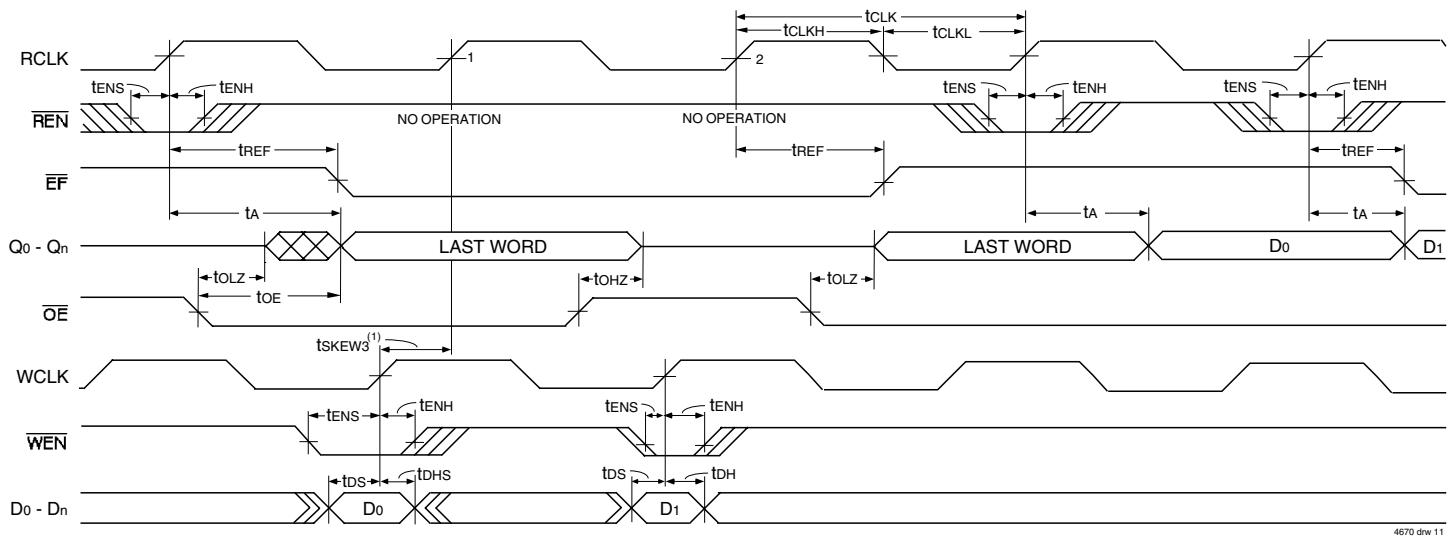 tCLK
tCLKH tCLKL
RCLK 1 2
tENS tENH tENS tENH tENS tENH
REN NO OPERATION NO OPERATION
tREF tREF tREF
EF
tA tA tA
Q0 - Qn LAST WORD LAST WORD D0 D1
tOLZ tOHZ tOLZ
tOE
OE
tSKEW3(1)
WCLK
tENS tENH tENS tENH
WEN
tDS tDHS tDS tDH
D0 - Dn D0 D1
4670 drw 11